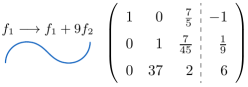 f₁ ⟶ f₁ + 9f₂
1 0 7/5 −1
0 1 7/45 1/9
0 37 2 6